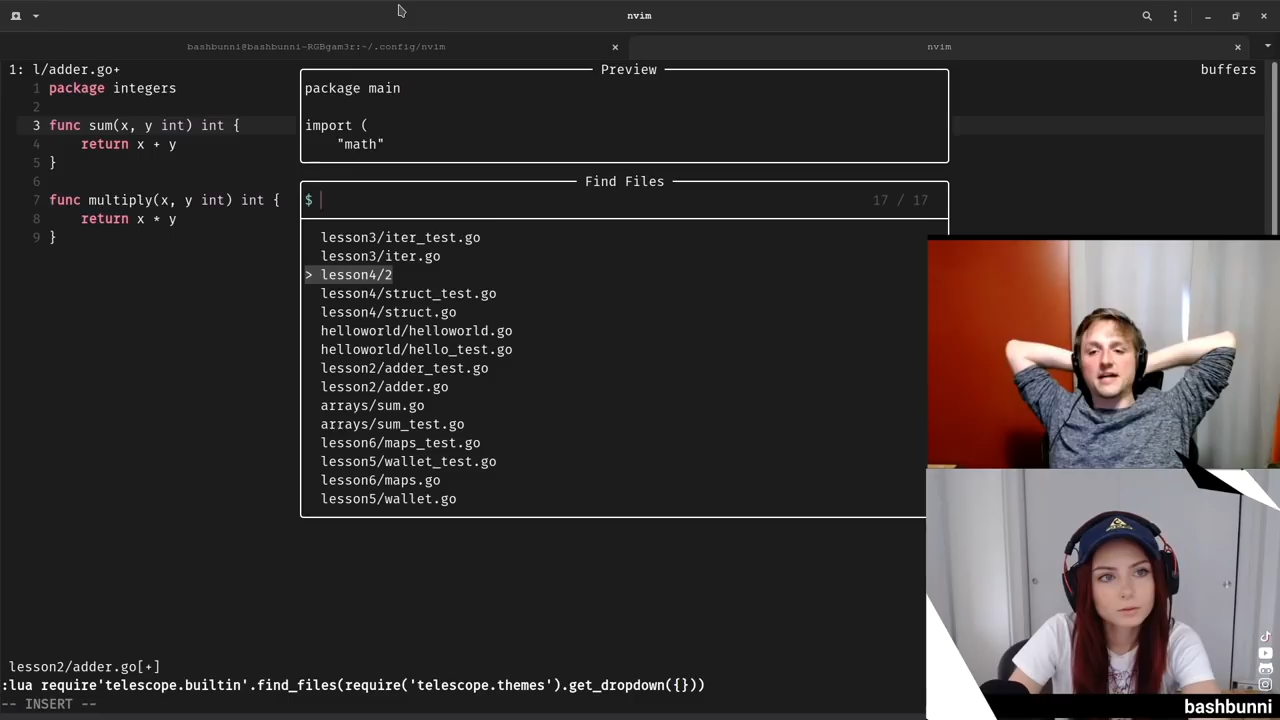 nvim
bashbunni@bashbunni-RGBgam3r:~/.config/nvim
nvim
1: l/adder.go+
buffers
1 package integers
2
3 func sum(x, y int) int {
4 return x + y
5 }
6
7 func multiply(x, y int) int {
8 return x * y
9 }
Preview
package main
import (
"math"
Find Files
$
17 / 17
lesson3/iter_test.go
lesson3/iter.go
> lesson4/2
lesson4/struct_test.go
lesson4/struct.go
helloworld/helloworld.go
helloworld/hello_test.go
lesson2/adder_test.go
lesson2/adder.go
arrays/sum.go
arrays/sum_test.go
lesson6/maps_test.go
lesson5/wallet_test.go
lesson6/maps.go
lesson5/wallet.go
lesson2/adder.go[+]
:lua require'telescope.builtin'.find_files(require('telescope.themes').get_dropdown({}))
-- INSERT --
bashbunni